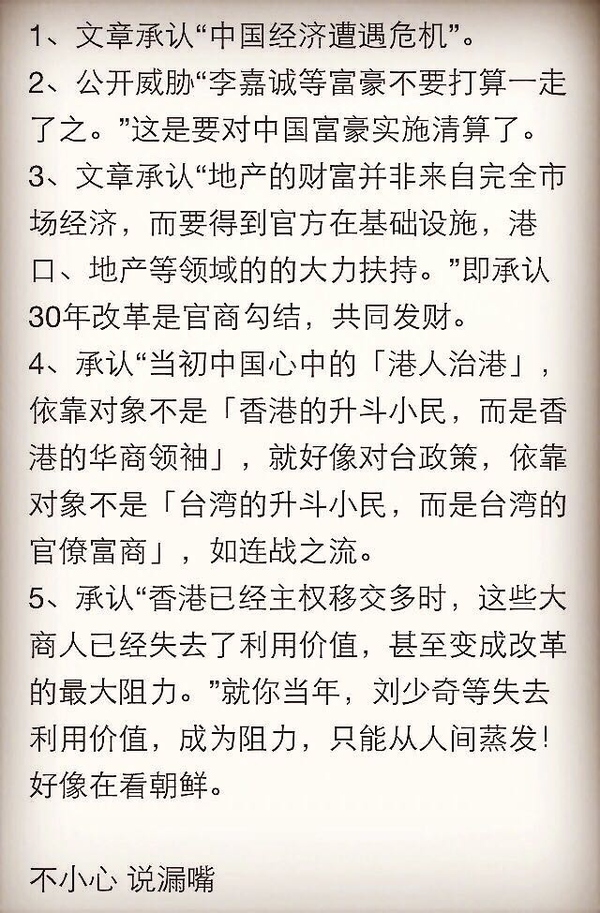 1、文章承认“中国经济遭遇危机”。
2、公开威胁“李嘉诚等富豪不要打算一走
了之。”这是要对中国富豪实施清算了。
3、文章承认“地产的财富并非来自完全市
场经济，而要得到官方在基础设施，港
口、地产等领域的的大力扶持。”即承认
30年改革是官商勾结，共同发财。
4、承认“当初中国心中的「港人治港」，
依靠对象不是「香港的升斗小民，而是香
港的华商领袖」，就好像对台政策，依靠
对象不是「台湾的升斗小民，而是台湾的
官僚富商」，如连战之流。
5、承认“香港已经主权移交多时，这些大
商人已经失去了利用价值，甚至变成改革
的最大阻力。”就你当年，刘少奇等失去
利用价值，成为阻力，只能从人间蒸发！
好像在看朝鲜。
不小心 说漏嘴